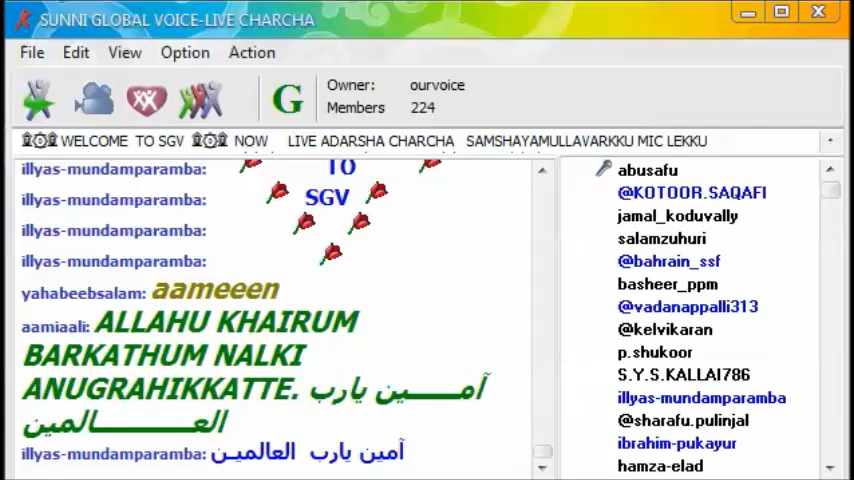 SUNNI GLOBAL VOICE-LIVE CHARCHA
File Edit View Option Action
G
Owner: ourvoice
Members 224
WELCOME TO SGV NOW LIVE ADARSHA CHARCHA SAMSHAYAMULLAVARKKU MIC LEKKU
illyas-mundamparamba: TO
illyas-mundamparamba: SGV
illyas-mundamparamba:
illyas-mundamparamba:
yahabeebsalam: aameeen
aamiaali: ALLAHU KHAIRUM
BARKATHUM NALKI
ANUGRAHIKKATTE. آمـــــين يارب
العـــــــــــالمين
illyas-mundamparamba: آمين يارب العالميـن
abusafu
@KOTOOR.SAQAFI
jamal_koduvally
salamzuhuri
@bahrain_ssf
basheer_ppm
@vadanappalli313
@kelvikaran
p.shukoor
S.Y.S.KALLAI786
illyas-mundamparamba
@sharafu.pulinjal
ibrahim-pukayur
hamza-elad